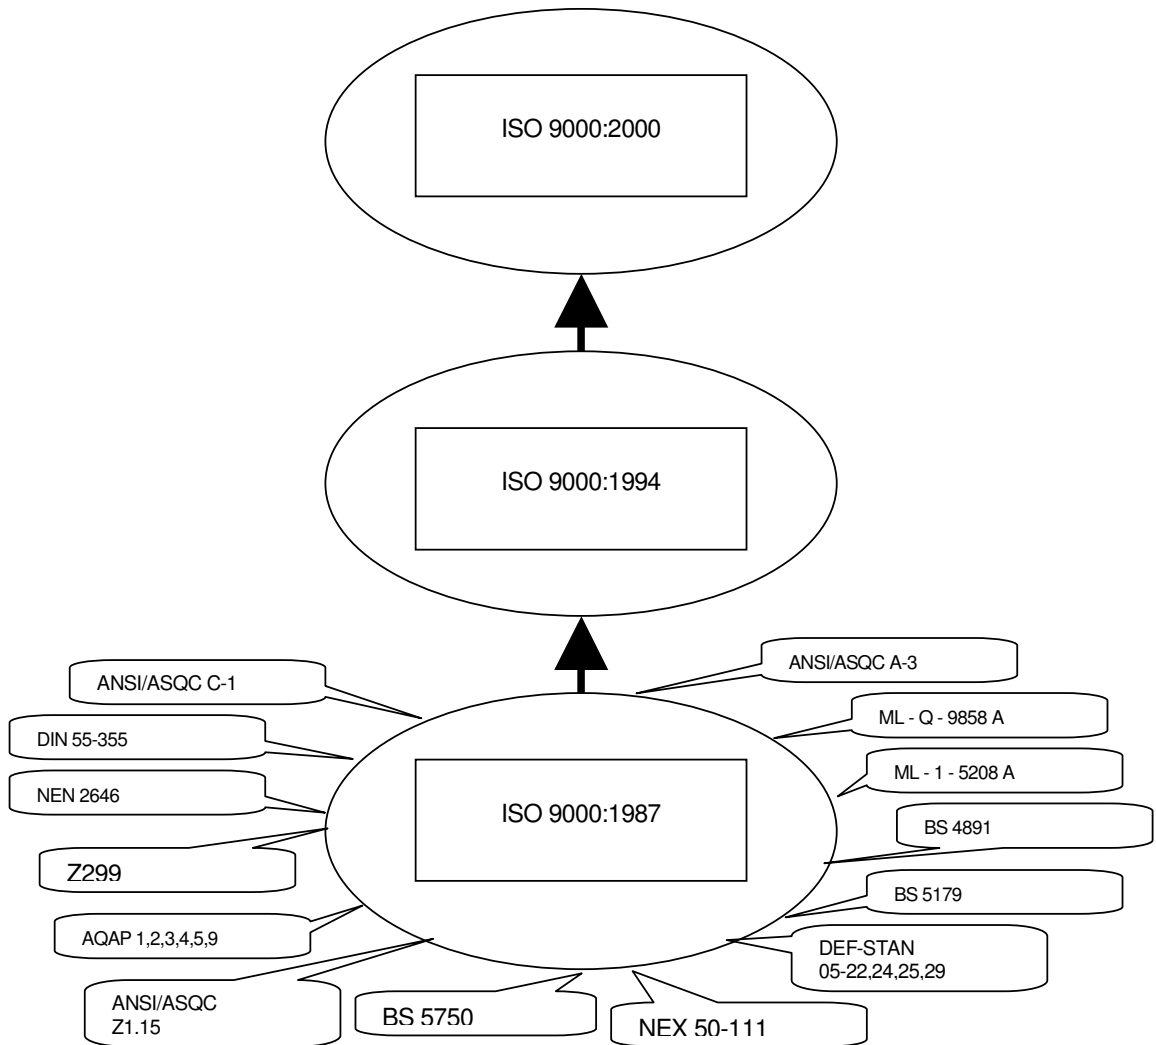 ISO 9000:2000
ISO 9000:1994
ANSI/ASQC A-3
ANSI/ASQC C-1
ML - Q - 9858 A
DIN 55-355
ML - 1 - 5208 A
NEN 2646
ISO 9000:1987
BS 4891
Z299
BS 5179
AQAP 1,2,3,4,5,9
DEF-STAN
05-22,24,25,29
ANSI/ASQC
Z1.15
BS 5750
NEX 50-111